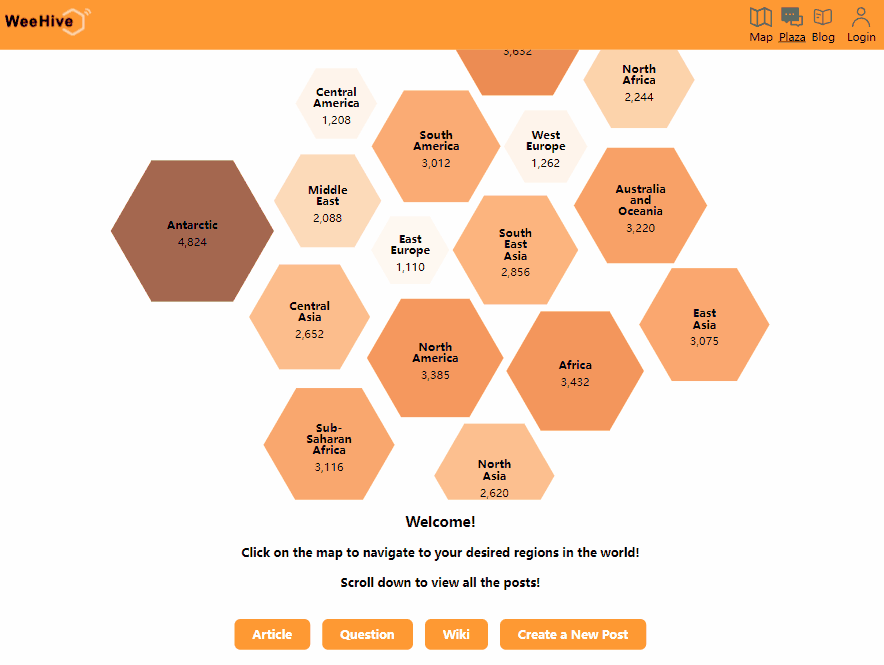 WeeHive
Map Plaza Blog Login
3,632
North
Africa
2,244
Central
America
1,208
South
America
3,012
West
Europe
1,262
Middle
East
2,088
Australia
and
Oceania
3,220
Antarctic
4,824
East
Europe
1,110
South
East
Asia
2,856
Central
Asia
2,652
East
Asia
3,075
North
America
3,385
Africa
3,432
Sub-
Saharan
Africa
3,116
North
Asia
2,620
Welcome!
Click on the map to navigate to your desired regions in the world!
Scroll down to view all the posts!
Article Question Wiki Create a New Post